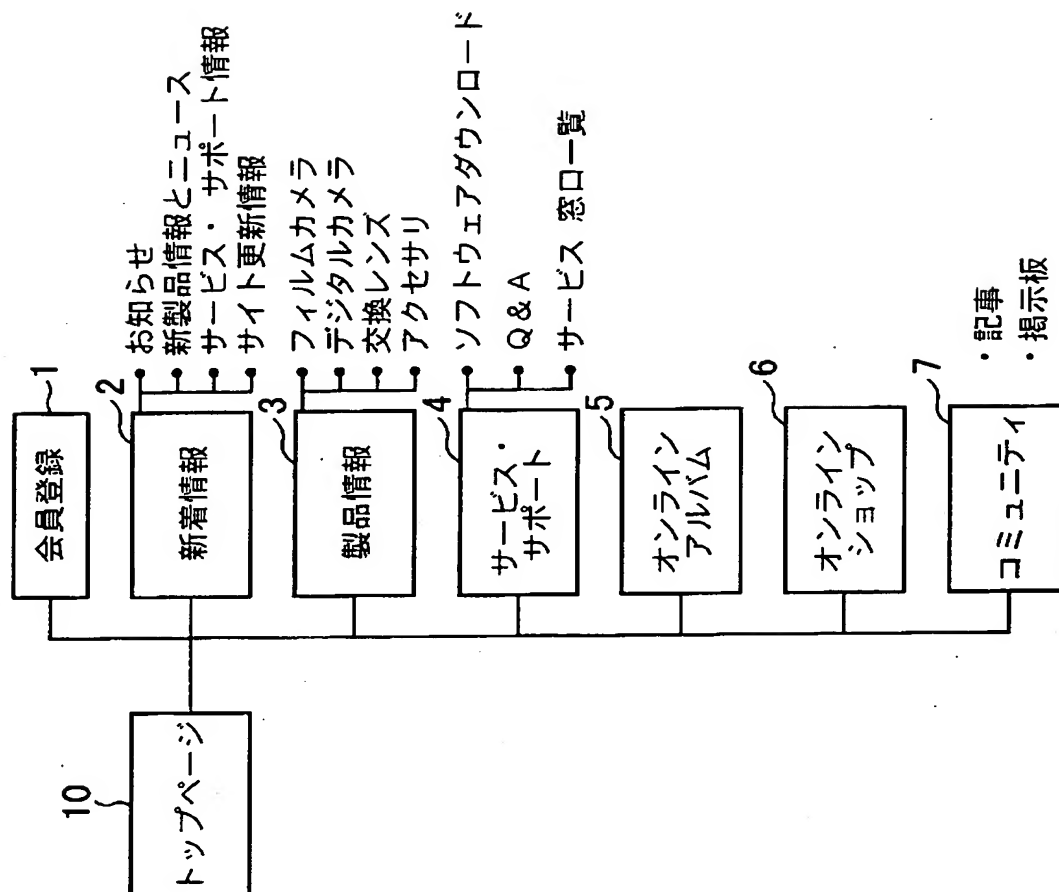 10
トップページ
1
会員登録
2
新着情報
お知らせ
新製品情報とニュース
サービス・サポート情報
サイト更新情報
3
製品情報
フィルムカメラ
デジタルカメラ
交換レンズ
アクセサリ
4
サービス・
サポート
ソフトウェアダウンロード
Q&A
サービス 窓口一覧
5
オンライン
アルバム
6
オンライン
ショップ
7
コミュニティ
・記事
・掲示板